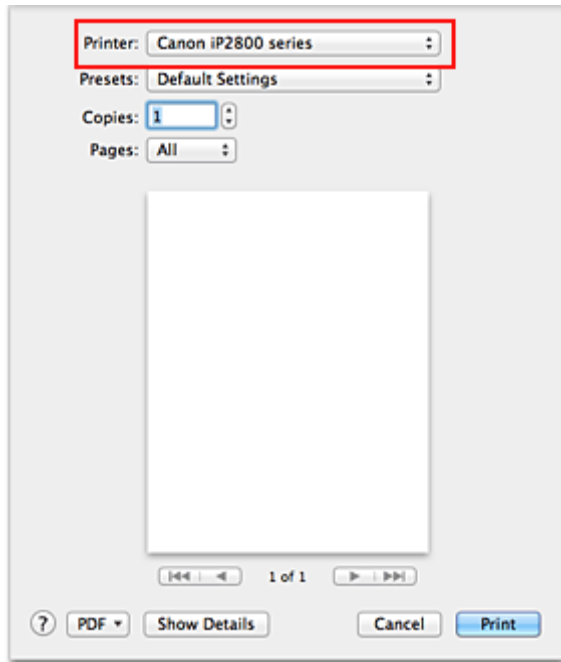 Printer: Canon iP2800 series
Presets: Default Settings
Copies: 1
Pages: All
1 of 1
? PDF Show Details Cancel Print